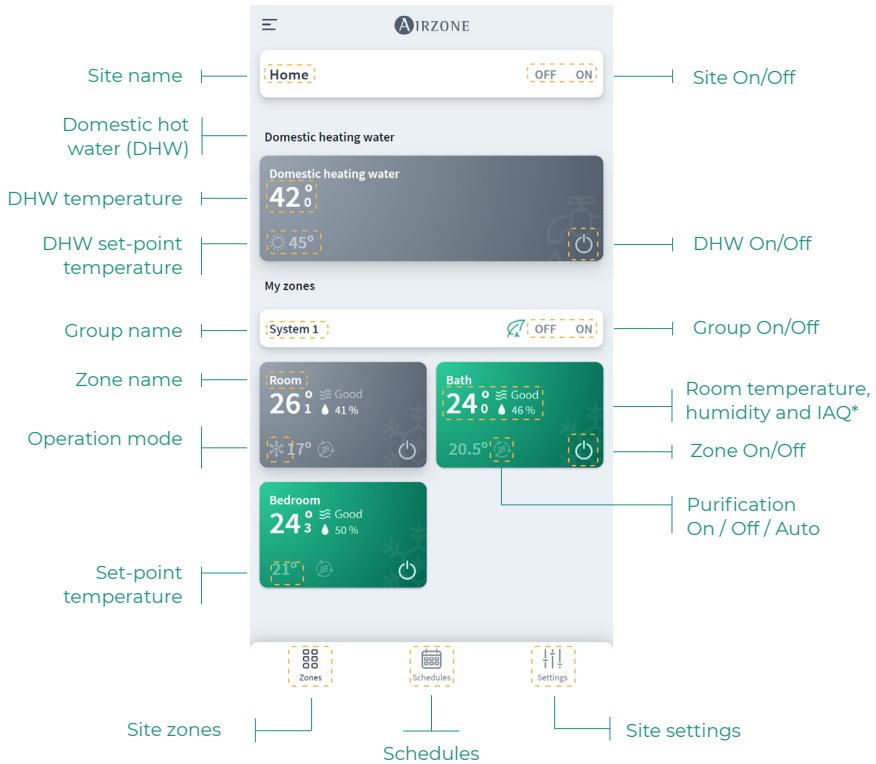 AIRZONE
Site name
Home
OFF ON
Site On/Off
Domestic hot
water (DHW)
Domestic heating water
Domestic heating water
DHW temperature
42°0
DHW set-point
temperature
45°
DHW On/Off
My zones
Group name
System 1
OFF ON
Group On/Off
Zone name
Room
26°1
Good
41 %
Bath
24°0
Good
46 %
Room temperature,
humidity and IAQ*
Operation mode
17°
20.5°
Zone On/Off
Purification
On / Off / Auto
Bedroom
24°3
Good
50 %
Set-point
temperature
21°
Zones
Schedules
Settings
Site zones
Schedules
Site settings